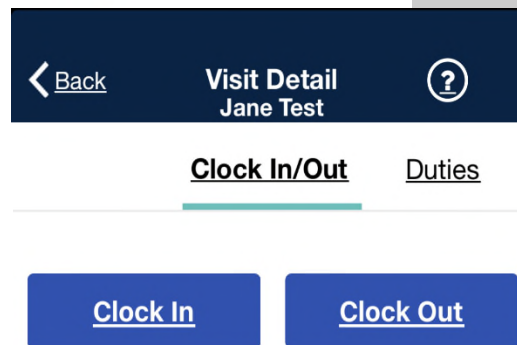 Back Visit Detail ?
Jane Test
Clock In/Out Duties
Clock In Clock Out